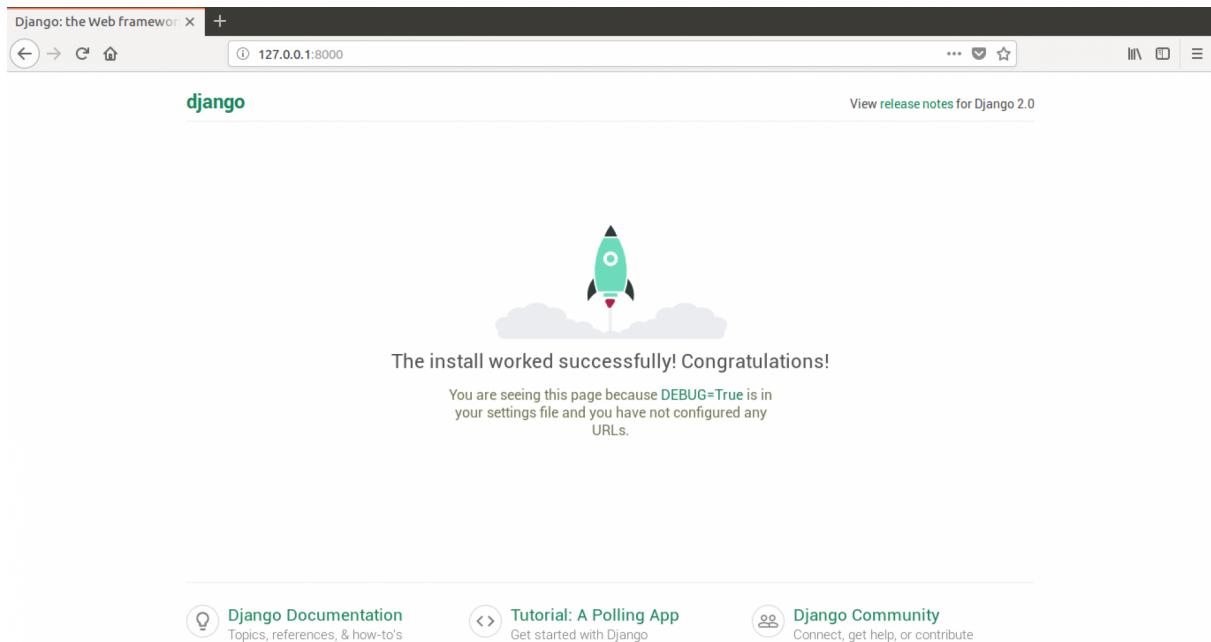 Django: the Web framewor
127.0.0.1:8000
django
View release notes for Django 2.0
The install worked successfully! Congratulations!
You are seeing this page because DEBUG=True is in
your settings file and you have not configured any
URLs.
Django Documentation
Topics, references, & how-to's
Tutorial: A Polling App
Get started with Django
Django Community
Connect, get help, or contribute